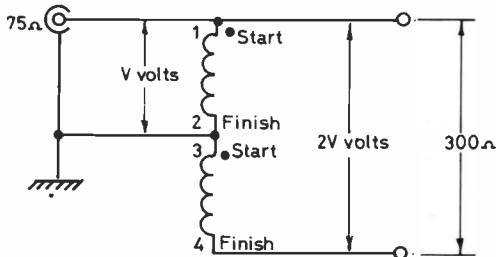 75Ω
1
Start
V volts
2 Finish
3 Start
2V volts
300Ω
4 Finish